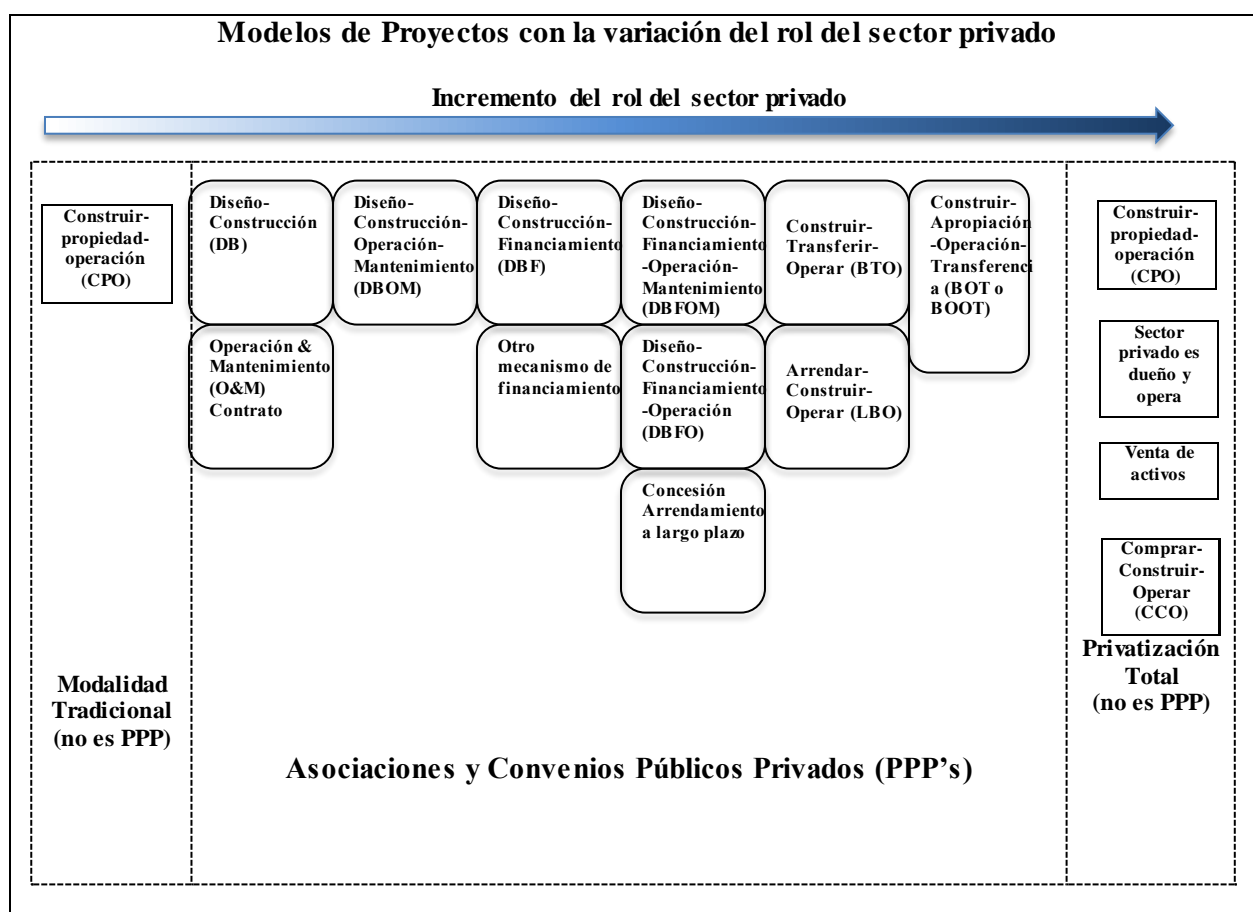 Modelos de Proyectos con la variación del rol del sector privado
Incremento del rol del sector privado
Construir-
propiedad-
operación
(CPO)
Modalidad
Tradicional
(no es PPP)
Diseño-
Construcción
(DB)
Diseño-
Construcción-
Operación-
Mantenimiento
(DBOM)
Diseño-
Construcción-
Financiamiento
(DBF)
Diseño-
Construcción-
Financiamiento
-Operación-
Mantenimiento
(DBFOM)
Construir-
Transferir-
Operar (BTO)
Construir-
Apropiación
-Operación-
Transferenci
a (BOT o
BOOT)
Operación &
Mantenimiento
(O&M)
Contrato
Otro
mecanismo de
financiamiento
Diseño-
Construcción-
Financiamiento
-Operación
(DBFO)
Arrendar-
Construir-
Operar (LBO)
Concesión
Arrendamiento
a largo plazo
Asociaciones y Convenios Públicos Privados (PPP’s)
Construir-
propiedad-
operación
(CPO)
Sector
privado es
dueño y
opera
Venta de
activos
Comprar-
Construir-
Operar
(CCO)
Privatización
Total
(no es PPP)